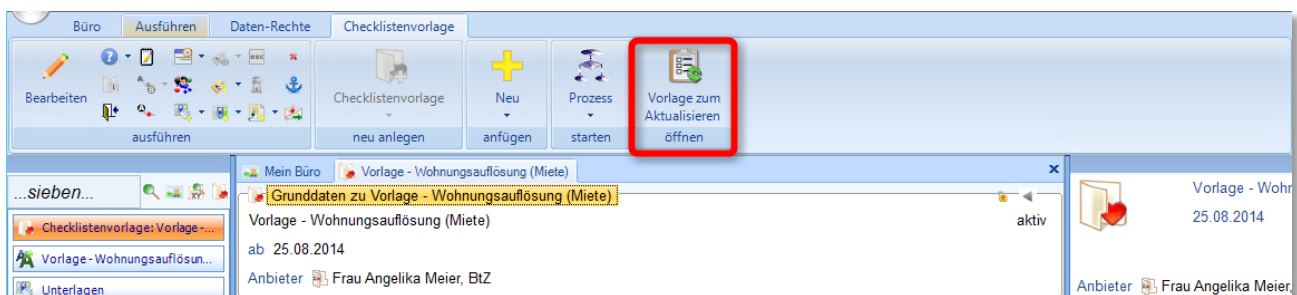 Büro Ausführen Daten-Rechte Checklistenvorlage
esc
Bearbeiten Checklistenvorlage Neu Prozess Vorlage zum
Aktualisieren
ausführen neu anlegen anfügen starten öffnen
Mein Büro Vorlage - Wohnungsauflösung (Miete) x
...sieben... Grunddaten zu Vorlage - Wohnungsauflösung (Miete) Vorlage - Wohn
Checklistenvorlage: Vorlage -... Vorlage - Wohnungsauflösung (Miete) aktiv 25.08.2014
Vorlage - Wohnungsauflösun... ab 25.08.2014
Unterlagen Anbieter Frau Angelika Meier, BtZ Anbieter Frau Angelika Meier,